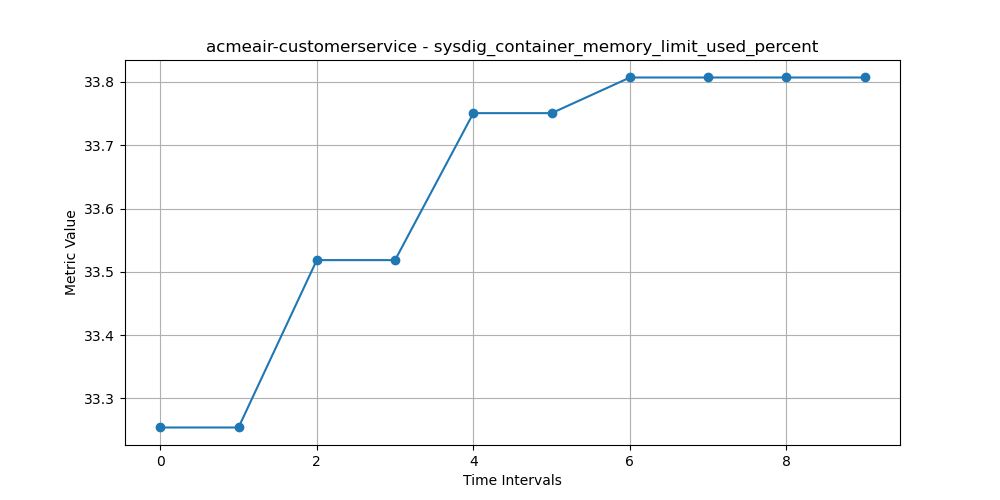 acmeair-customerservice - sysdig_container_memory_limit_used_percent
33.8
33.7
33.6
33.5
33.4
33.3
Metric Value
0 2 4 6 8
Time Intervals